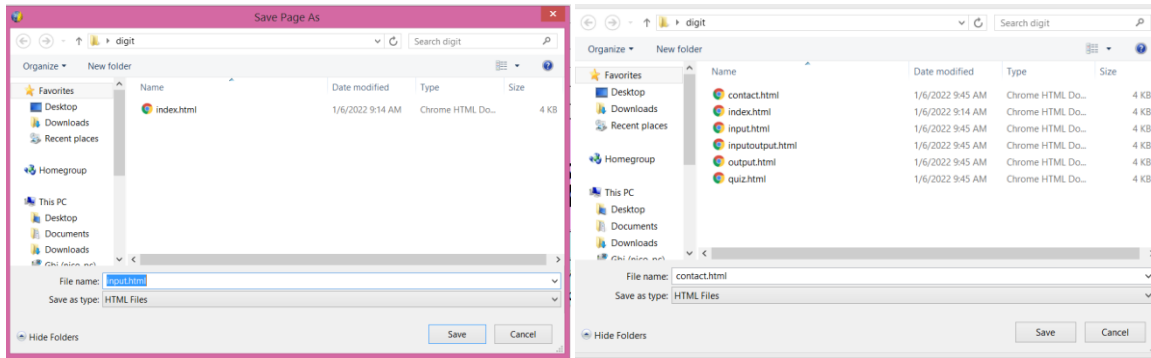 Save Page As
digit
Search digit
Organize
New folder
Favorites
Desktop
Downloads
Recent places
Homegroup
This PC
Desktop
Documents
Downloads
Name Date modified Type Size
index.html 1/6/2022 9:14 AM Chrome HTML Do... 4 KB
File name: input.html
Save as type: HTML Files
Hide Folders
Save
Cancel
digit
Search digit
Organize
New folder
Favorites
Desktop
Downloads
Recent places
Homegroup
This PC
Desktop
Documents
Downloads
Name Date modified Type Size
contact.html 1/6/2022 9:45 AM Chrome HTML Do... 4 KB
index.html 1/6/2022 9:14 AM Chrome HTML Do... 4 KB
input.html 1/6/2022 9:45 AM Chrome HTML Do... 4 KB
inputoutput.html 1/6/2022 9:45 AM Chrome HTML Do... 4 KB
output.html 1/6/2022 9:45 AM Chrome HTML Do... 4 KB
quiz.html 1/6/2022 9:45 AM Chrome HTML Do... 4 KB
File name: contact.html
Save as type: HTML Files
Hide Folders
Save
Cancel